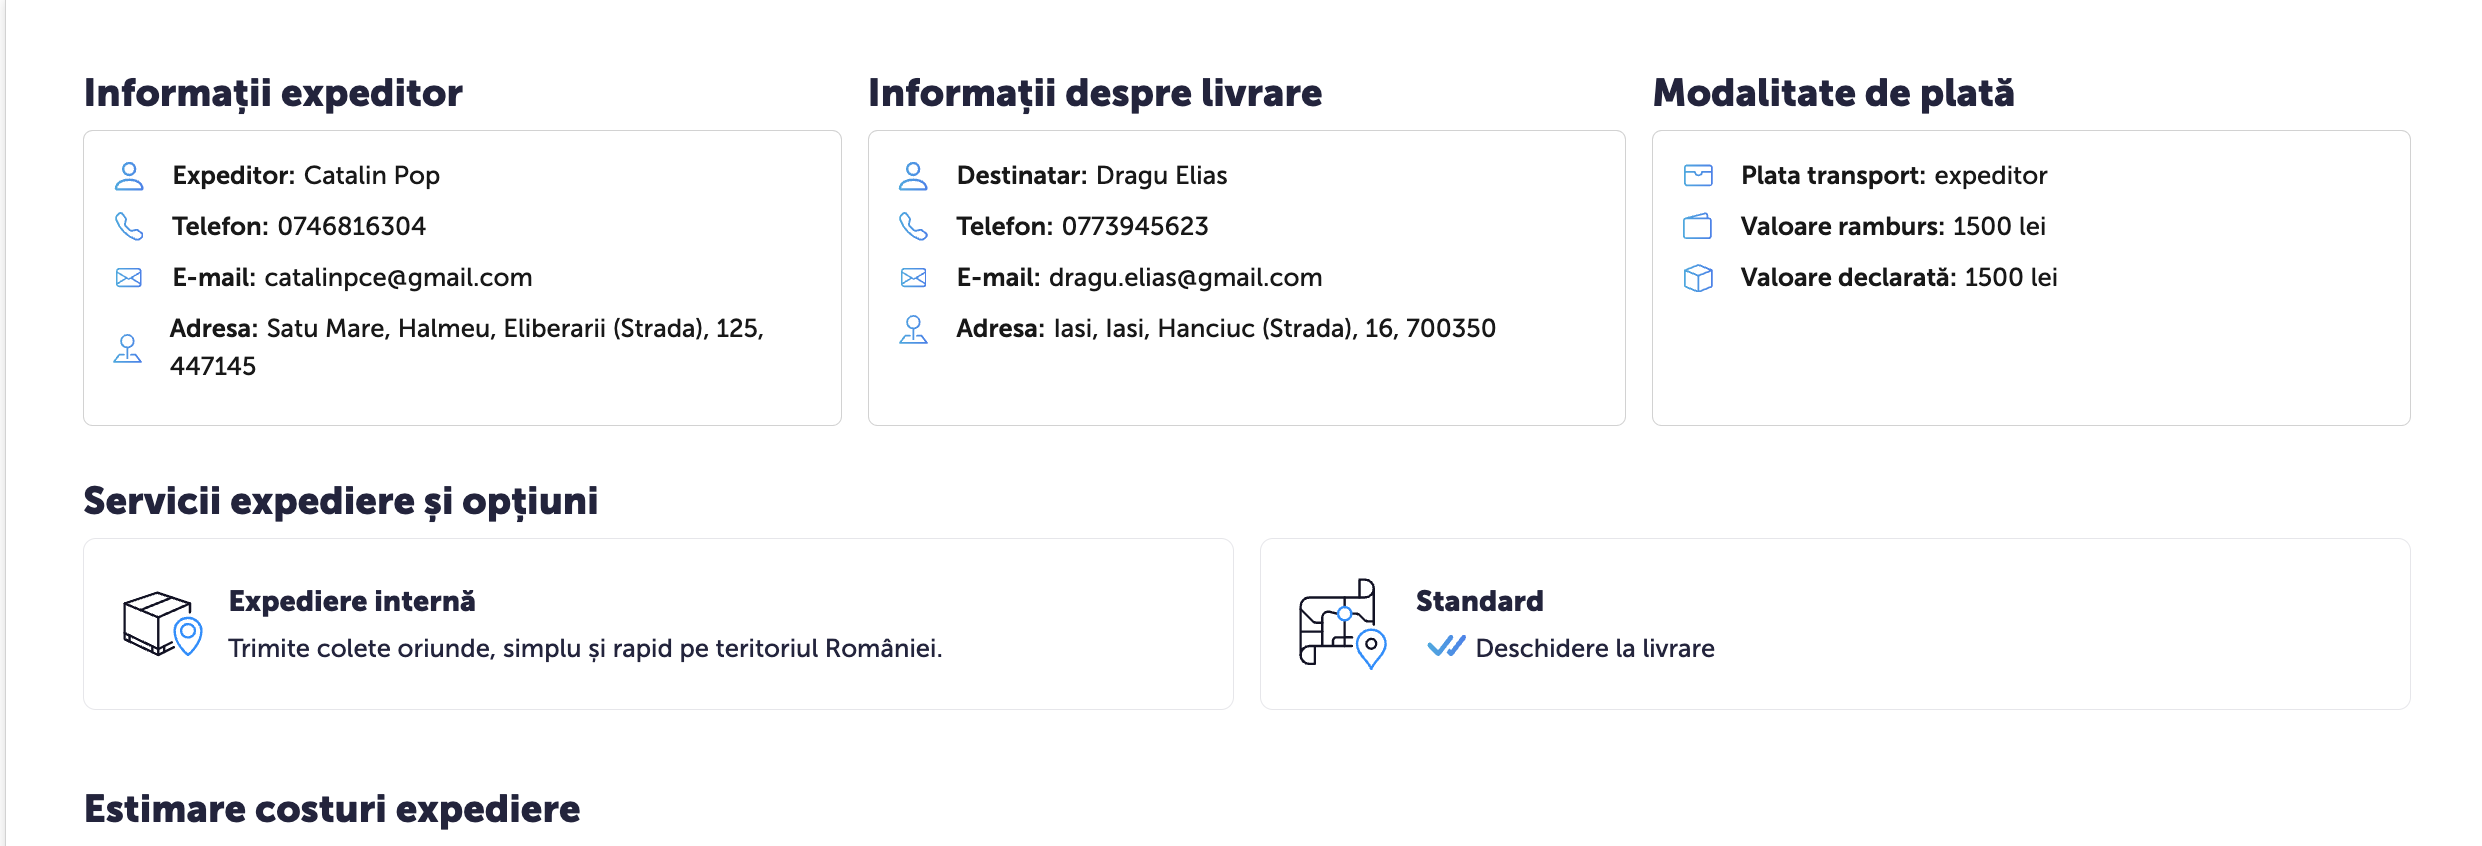 Informații expeditor
Expeditor: Catalin Pop
Telefon: 0746816304
E-mail: catalinpce@gmail.com
Adresa: Satu Mare, Halmeu, Eliberarii (Strada), 125,
447145
Informații despre livrare
Destinatar: Dragu Elias
Telefon: 0773945623
E-mail: dragu.elias@gmail.com
Adresa: Iasi, Iasi, Hanciuc (Strada), 16, 700350
Modalitate de plată
Plata transport: expeditor
Valoare ramburs: 1500 lei
Valoare declarată: 1500 lei
Servicii expediere și opțiuni
Expediere internă
Trimite colete oriunde, simplu și rapid pe teritoriul României.
Standard
Deschidere la livrare
Estimare costuri expediere